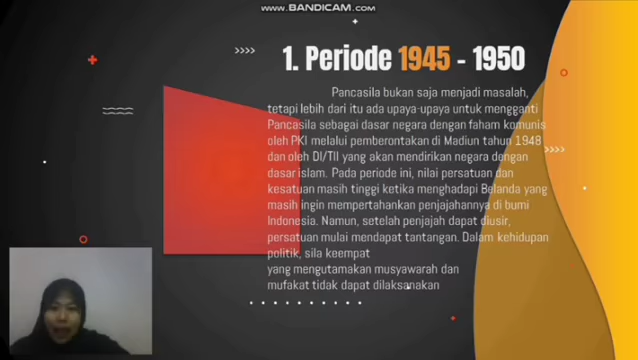 www.BANDICAM.com
1. Periode 1945 - 1950
Pancasila bukan saja menjadi masalah,
tetapi lebih dari itu ada upaya-upaya untuk mengganti
Pancasila sebagai dasar negara dengan faham komunis
oleh PKI melalui pemberontakan di Madiun tahun 1948
dan oleh DI/TII yang akan mendirikan negara dengan
dasar islam. Pada periode ini, nilai persatuan dan
kesatuan masih tinggi ketika menghadapi Belanda yang
masih ingin mempertahankan penjajahannya di bumi
Indonesia. Namun, setelah penjajah dapat diusir,
persatuan mulai mendapat tantangan. Dalam kehidupan
politik, sila keempat
yang mengutamakan musyawarah dan
mufakat tidak dapat dilaksanakan